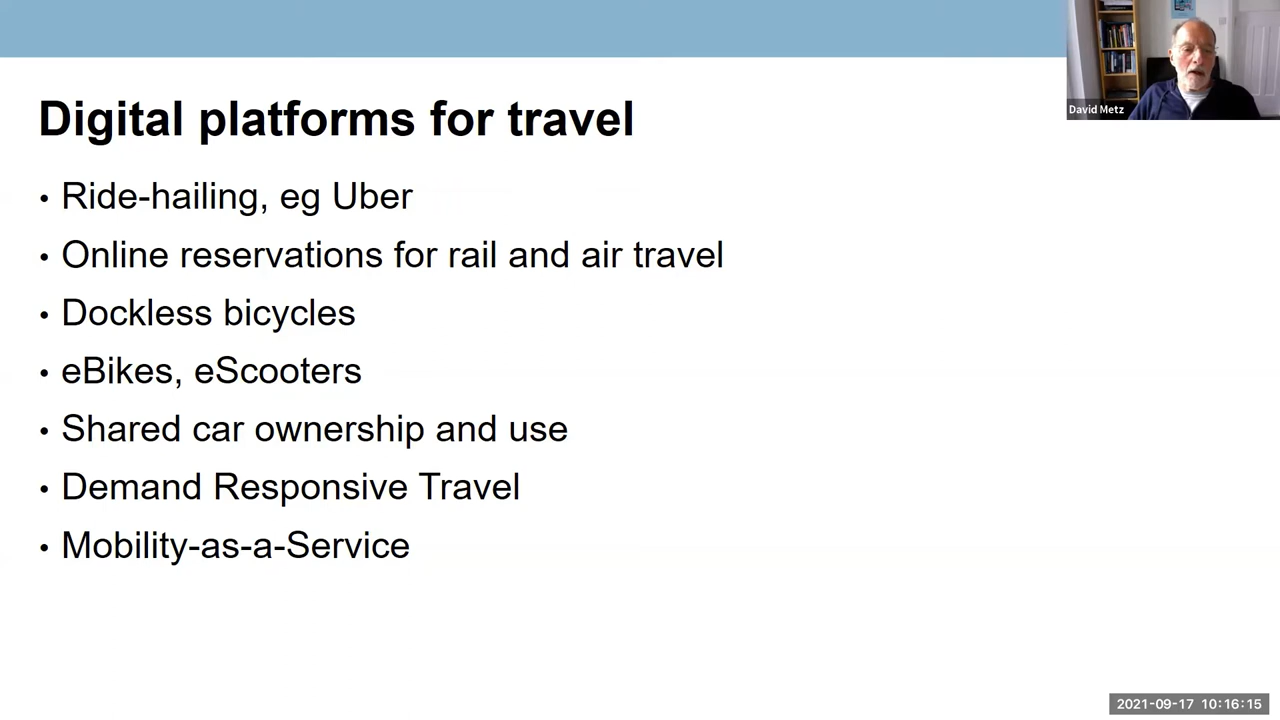 Digital platforms for travel
• Ride-hailing, eg Uber
• Online reservations for rail and air travel
• Dockless bicycles
• eBikes, eScooters
• Shared car ownership and use
• Demand Responsive Travel
• Mobility-as-a-Service
David Metz
2021-09-17 10:16:15